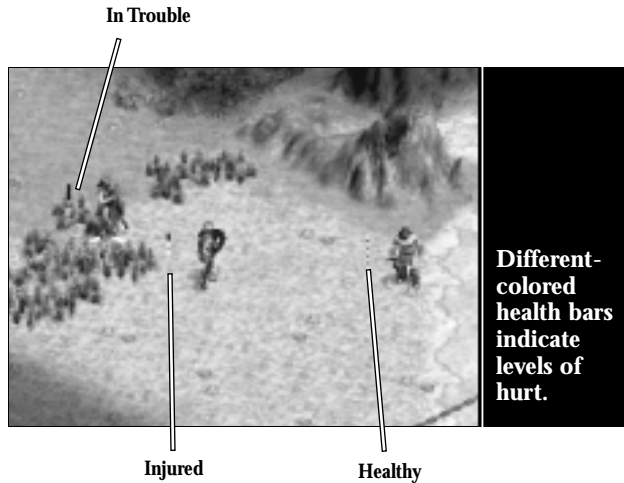 In Trouble
Different-
colored
health bars
indicate
levels of
hurt.
Injured
Healthy